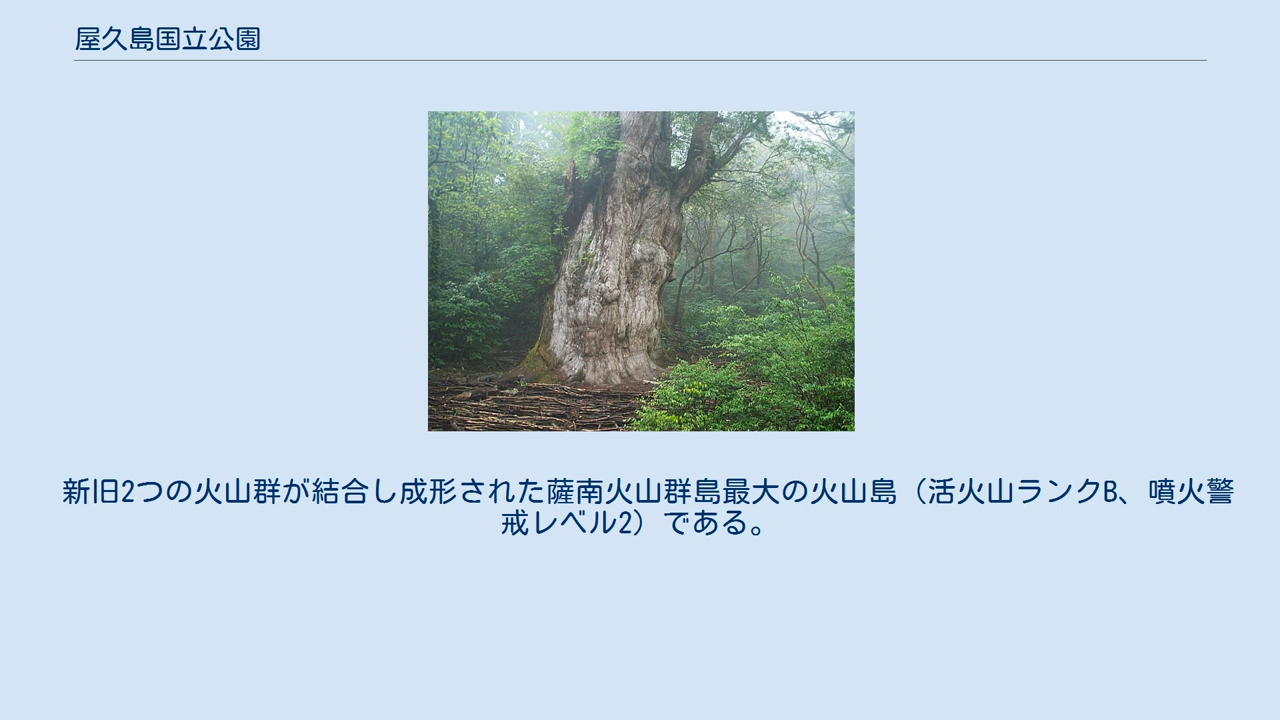 屋久島国立公園
新旧2つの火山群が結合し成形された薩南火山群島最大の火山島（活火山ランクB、噴火警
戒レベル2）である。